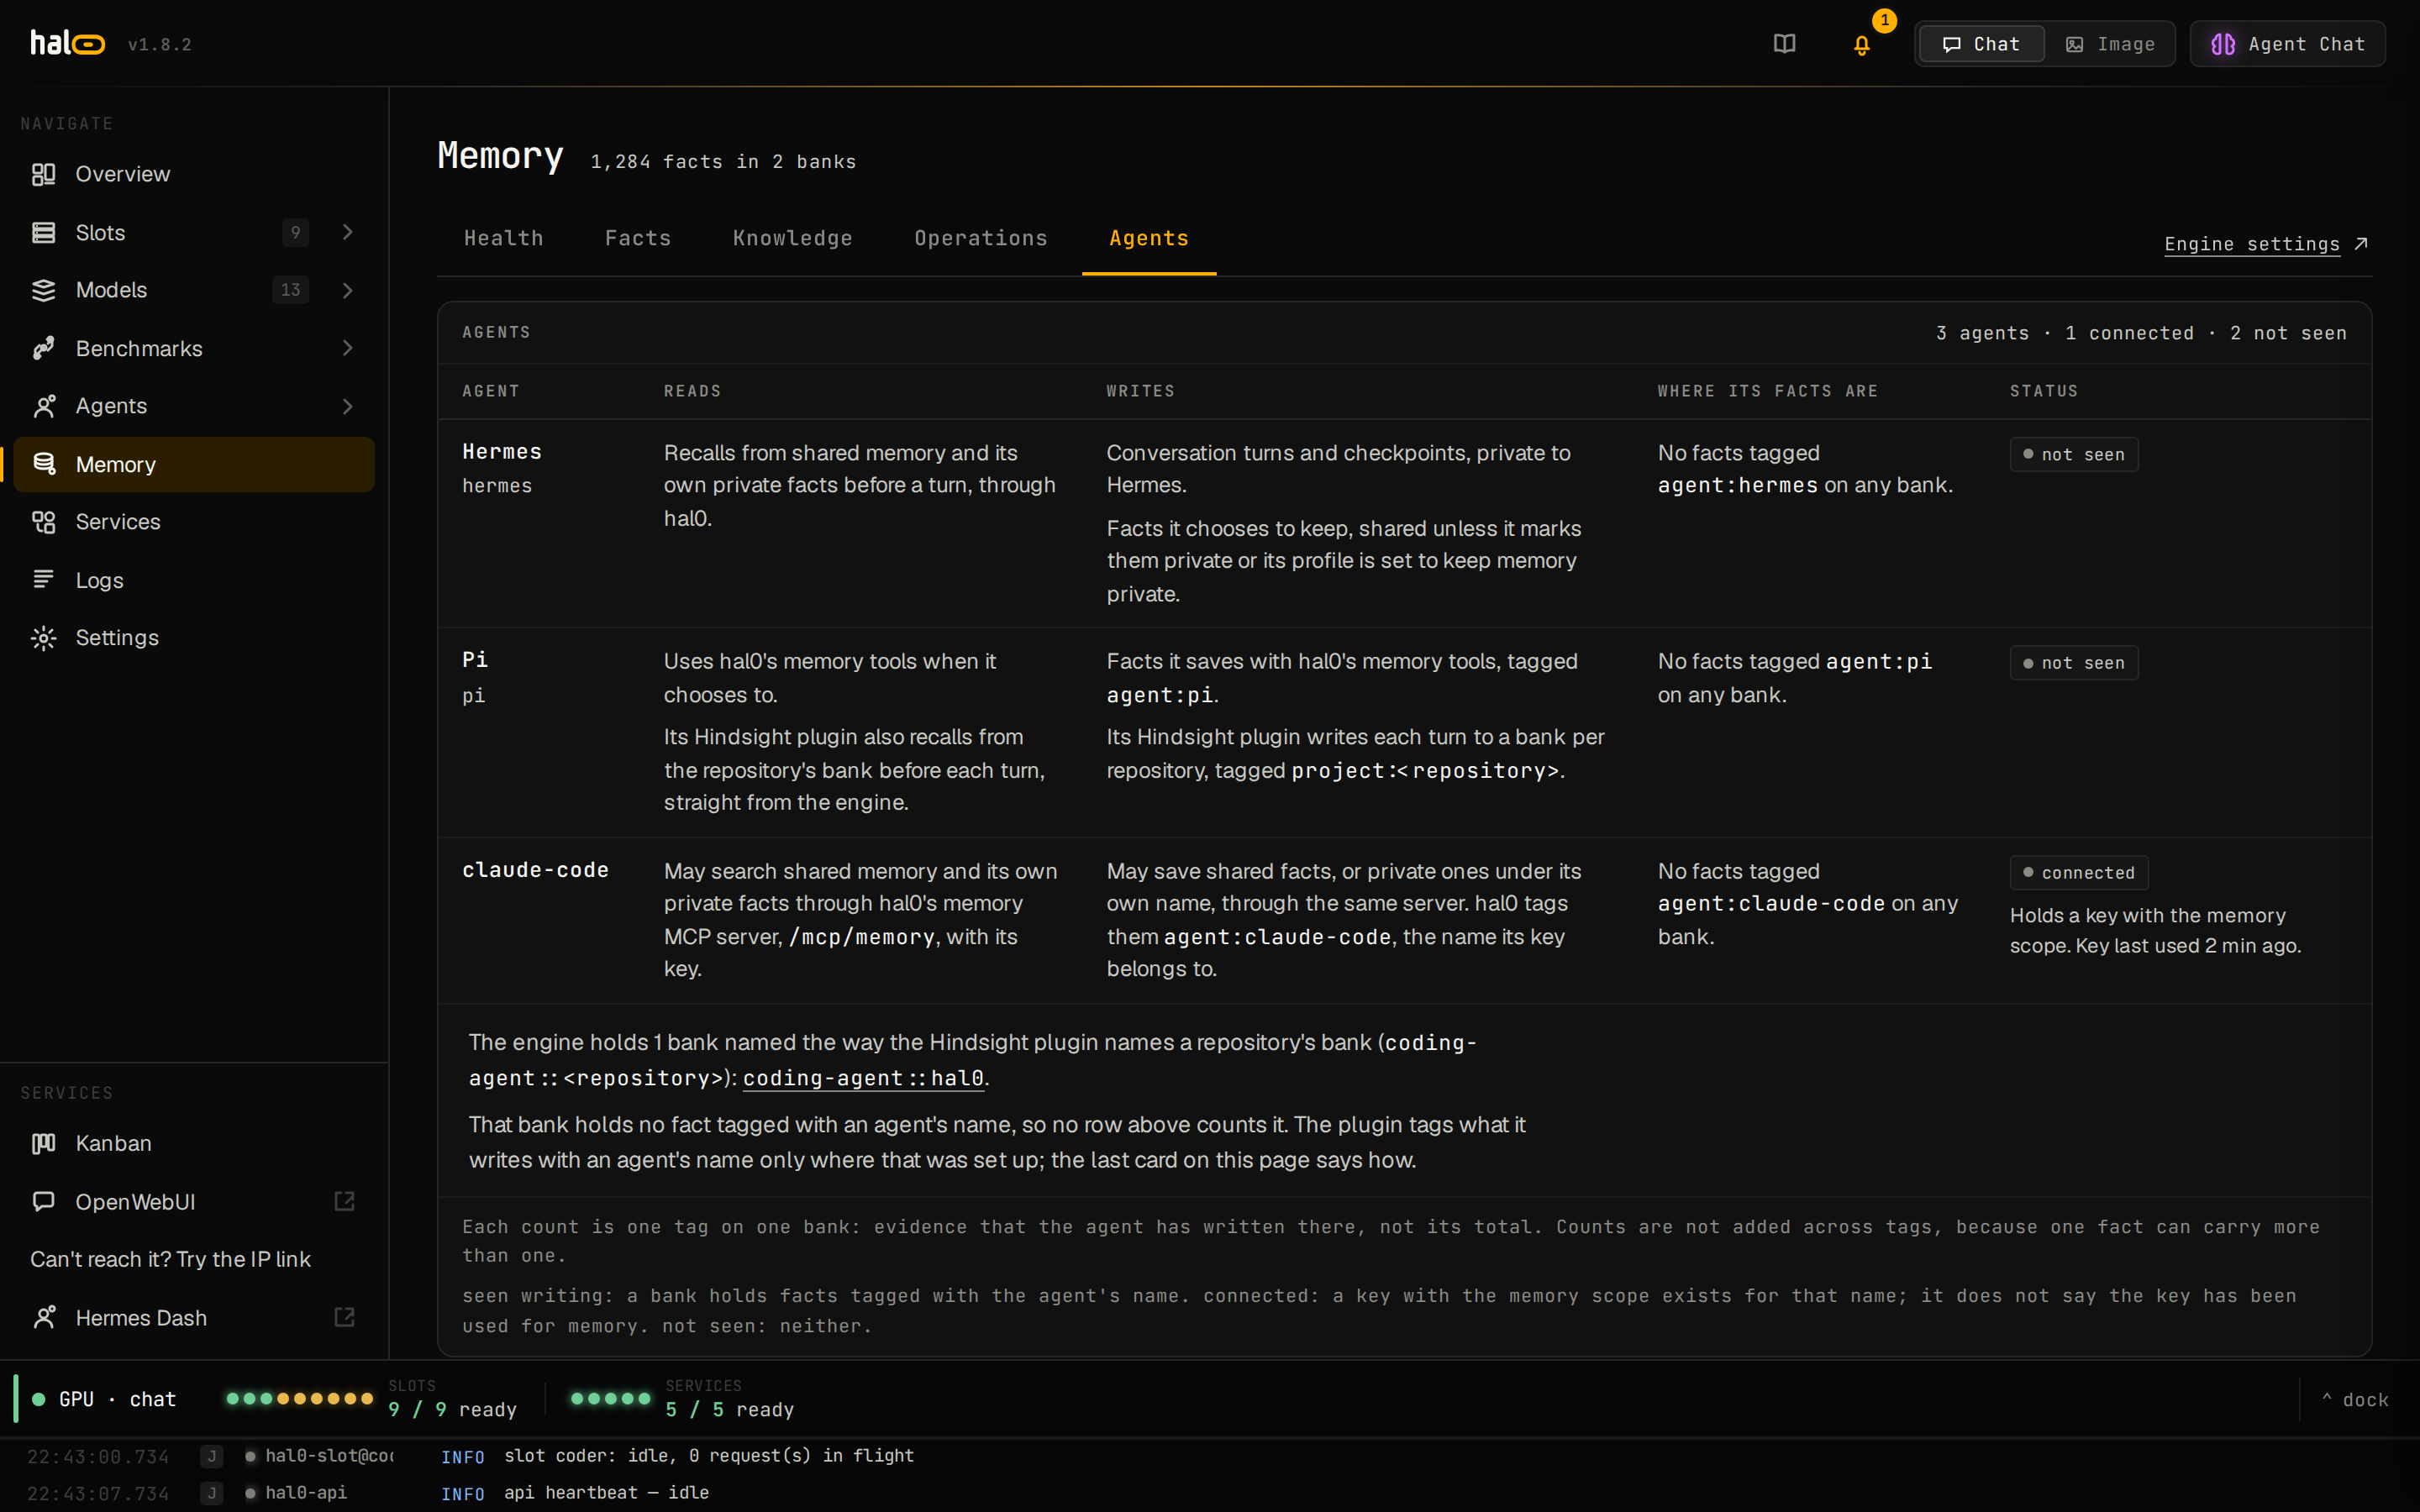 hal0 v1.8.2
1
Chat
Image
Agent Chat
NAVIGATE
Overview
Slots 9
Models 13
Benchmarks
Agents
Memory
Services
Logs
Settings
SERVICES
Kanban
OpenWebUI
Can't reach it? Try the IP link
Hermes Dash
Memory 1,284 facts in 2 banks
Health Facts Knowledge Operations Agents
Engine settings
AGENTS
3 agents · 1 connected · 2 not seen
AGENT READS WRITES WHERE ITS FACTS ARE STATUS
Hermes
hermes
Recalls from shared memory and its
own private facts before a turn, through
hal0.
Conversation turns and checkpoints, private to
Hermes.
Facts it chooses to keep, shared unless it marks
them private or its profile is set to keep memory
private.
No facts tagged
agent:hermes on any bank.
not seen
Pi
pi
Uses hal0's memory tools when it
chooses to.
Its Hindsight plugin also recalls from
the repository's bank before each turn,
straight from the engine.
Facts it saves with hal0's memory tools, tagged
agent:pi.
Its Hindsight plugin writes each turn to a bank per
repository, tagged project:<repository>.
No facts tagged agent:pi
on any bank.
not seen
claude-code
May search shared memory and its own
private facts through hal0's memory
MCP server, /mcp/memory, with its
key.
May save shared facts, or private ones under its
own name, through the same server. hal0 tags
them agent:claude-code, the name its key
belongs to.
No facts tagged
agent:claude-code on any
bank.
connected
Holds a key with the memory
scope. Key last used 2 min ago.
The engine holds 1 bank named the way the Hindsight plugin names a repository's bank (coding-
agent::<repository>): coding-agent::hal0.
That bank holds no fact tagged with an agent's name, so no row above counts it. The plugin tags what it
writes with an agent's name only where that was set up; the last card on this page says how.
Each count is one tag on one bank: evidence that the agent has written there, not its total. Counts are not added across tags, because one fact can carry more
than one.
seen writing: a bank holds facts tagged with the agent's name. connected: a key with the memory scope exists for that name; it does not say the key has been
used for memory. not seen: neither.
GPU · chat
SLOTS
9 / 9 ready
SERVICES
5 / 5 ready
^ dock
22:43:00.734 J hal0-slot@coc INFO slot coder: idle, 0 request(s) in flight
22:43:07.734 J hal0-api INFO api heartbeat — idle